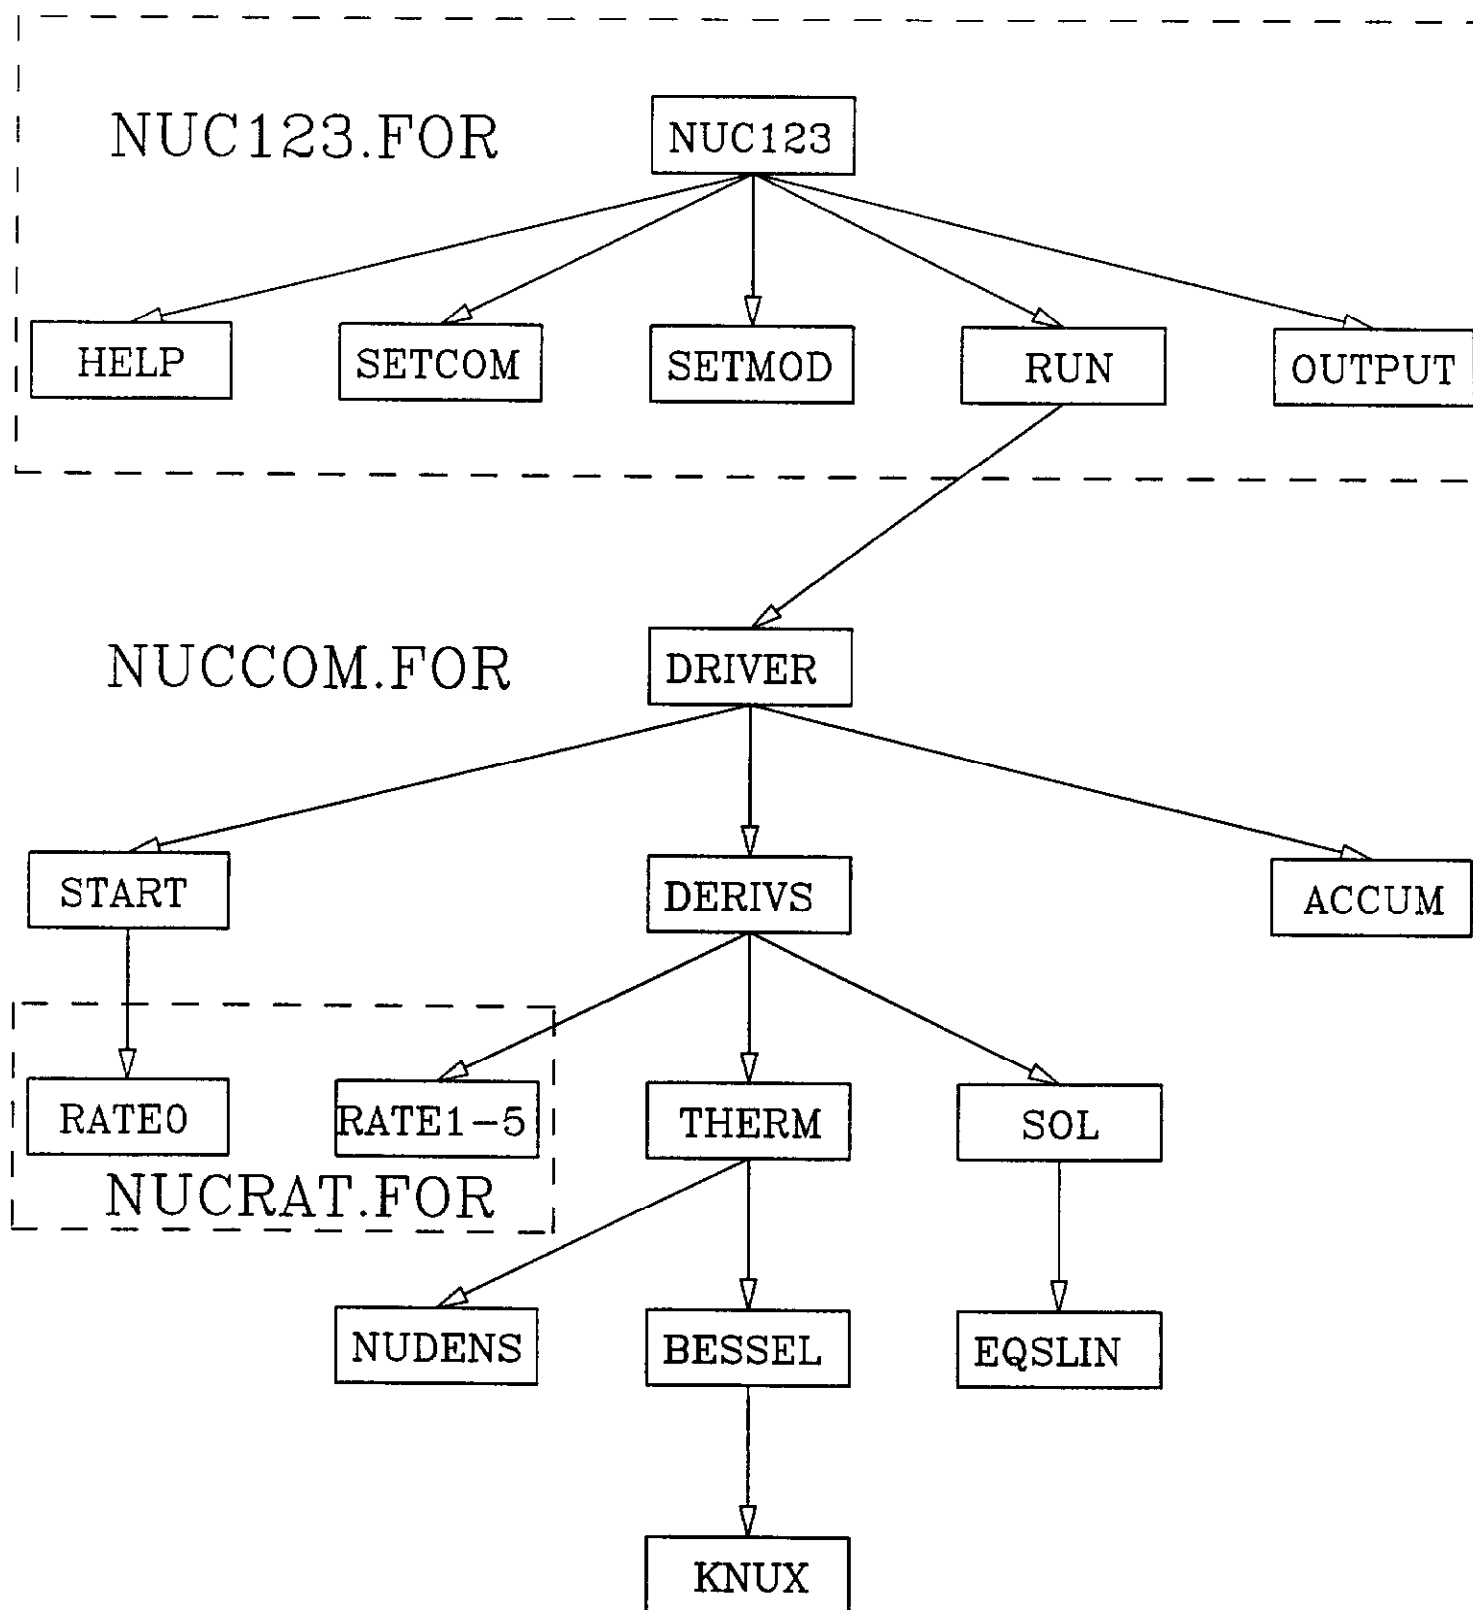 NUC123.FOR
NUC123
HELP
SETCOM
SETMOD
RUN
OUTPUT
NUCCOM.FOR
DRIVER
START
DERIVS
ACCUM
RATE0
RATE1-5
THERM
SOL
NUCRAT.FOR
NUDENS
BESSEL
EQSLIN
KNUX